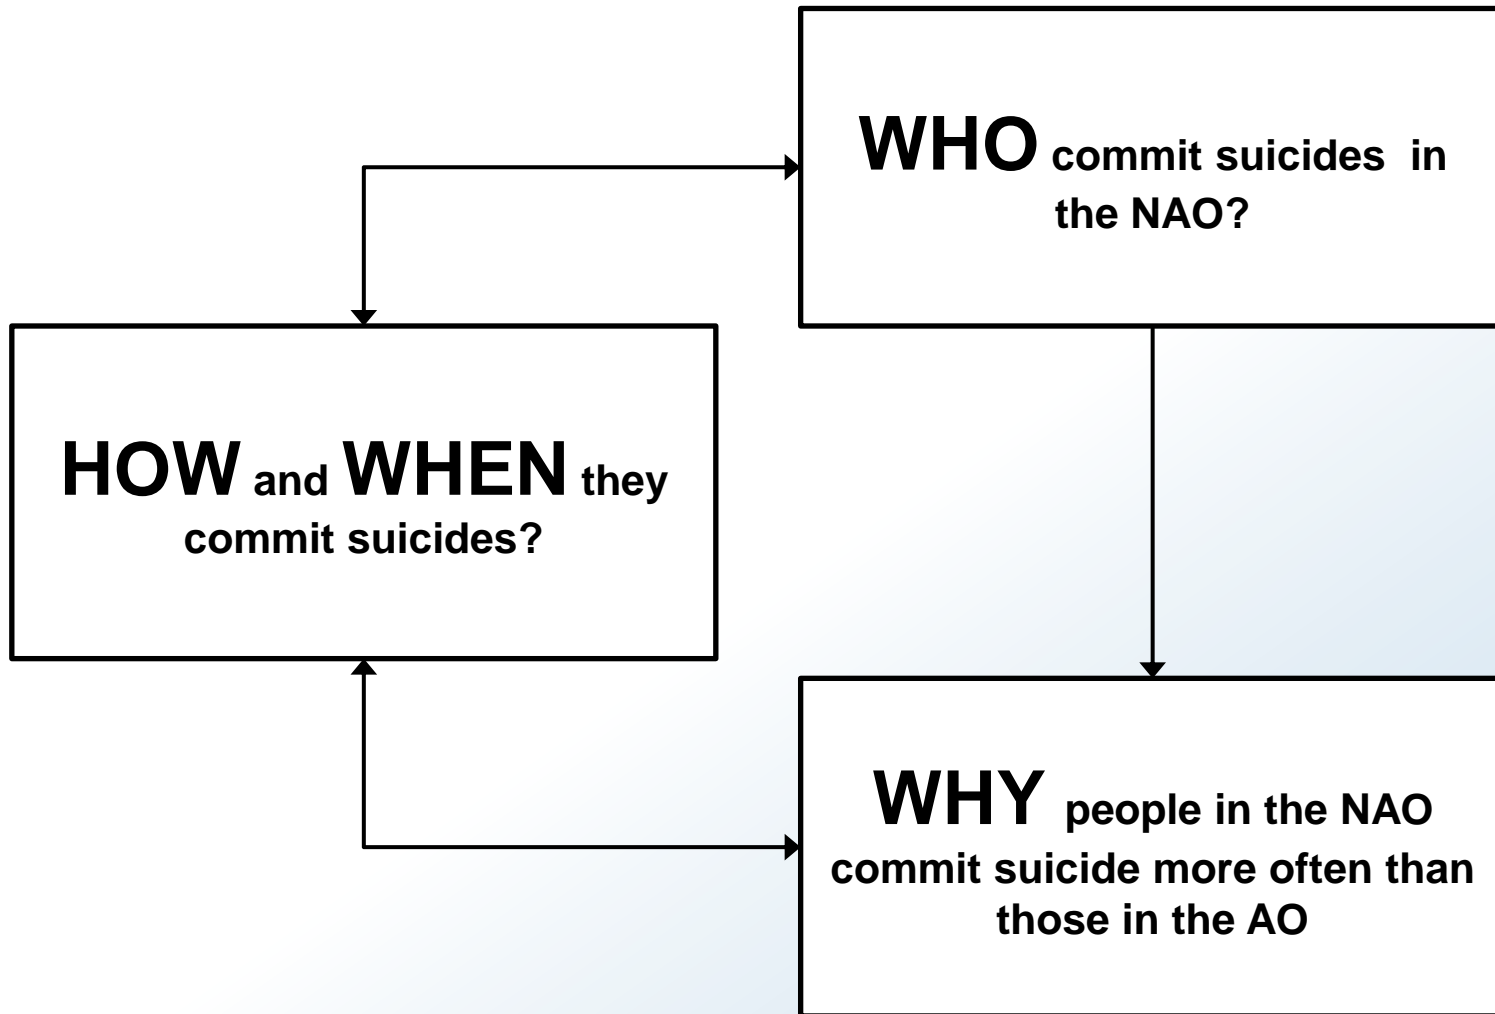 WHO commit suicides in
the NAO?
HOW and WHEN they
commit suicides?
WHY people in the NAO
commit suicide more often than
those in the AO